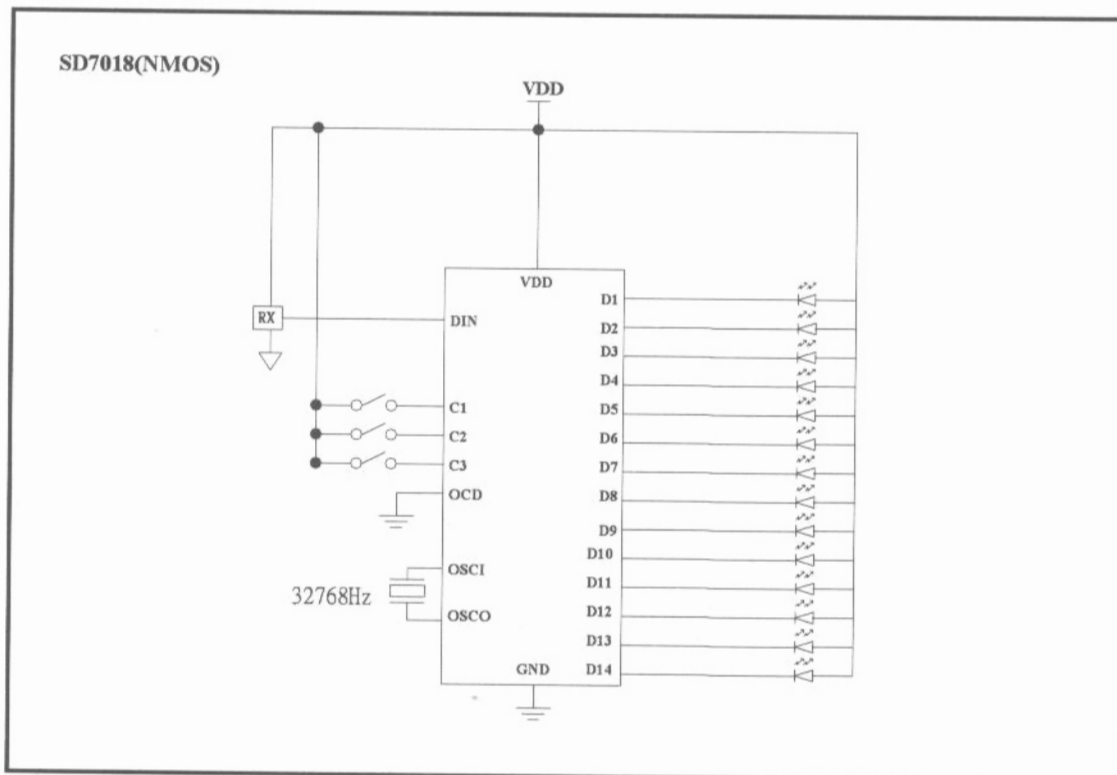 SD7018(NMOS)
VDD
VDD
RX
DIN
C1
C2
C3
OCD
OSCI
32768Hz
OSCO
GND
D1
D2
D3
D4
D5
D6
D7
D8
D9
D10
D11
D12
D13
D14